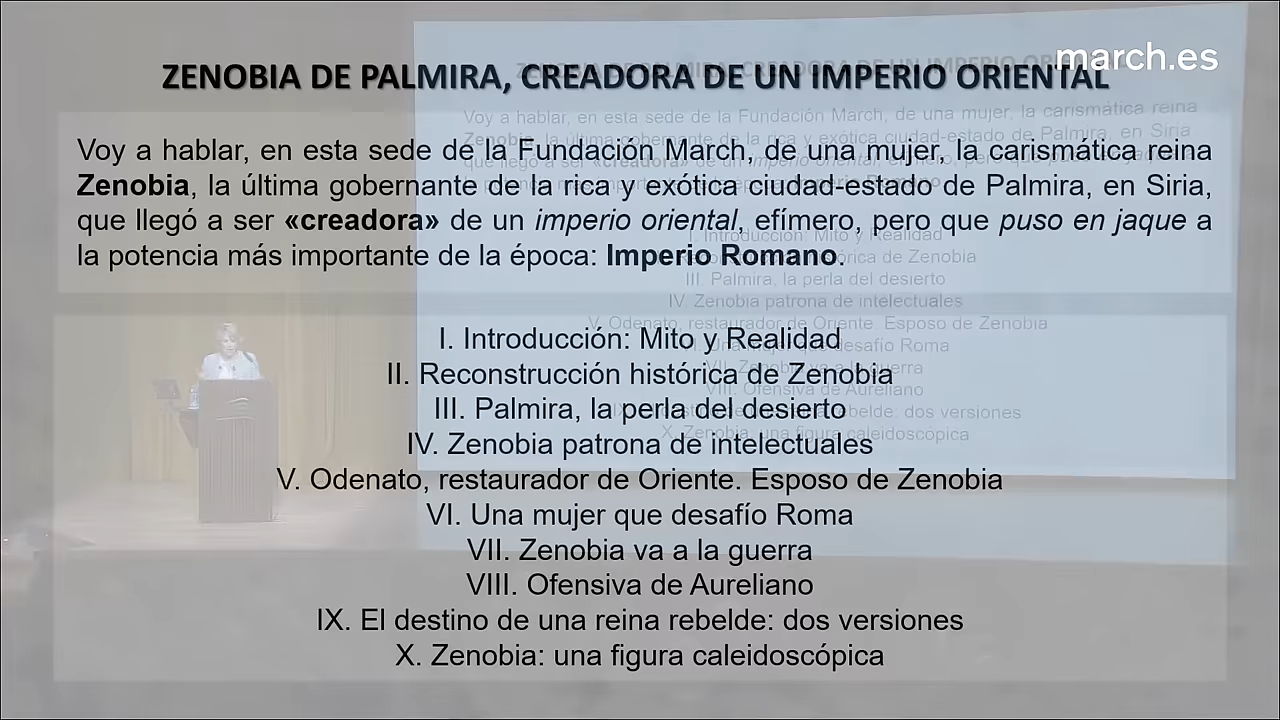 march.es
ZENOBIA DE PALMIRA, CREADORA DE UN IMPERIO ORIENTAL
Voy a hablar, en esta sede de la Fundación March, de una mujer, la carismática reina
Zenobia, la última gobernante de la rica y exótica ciudad-estado de Palmira, en Siria,
que llegó a ser «creadora» de un imperio oriental, efímero, pero que puso en jaque a
la potencia más importante de la época: Imperio Romano.
I. Introducción: Mito y Realidad
II. Reconstrucción histórica de Zenobia
III. Palmira, la perla del desierto
IV. Zenobia patrona de intelectuales
V. Odenato, restaurador de Oriente. Esposo de Zenobia
VI. Una mujer que desafío Roma
VII. Zenobia va a la guerra
VIII. Ofensiva de Aureliano
IX. El destino de una reina rebelde: dos versiones
X. Zenobia: una figura caleidoscópica